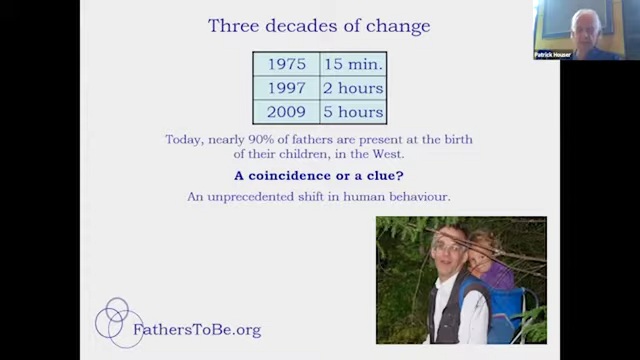 Three decades of change
1975 15 min.
1997 2 hours
2009 5 hours
Today, nearly 90% of fathers are present at the birth
of their children, in the West.
A coincidence or a clue?
An unprecedented shift in human behaviour.
FathersToBe.org
Patrick Houser